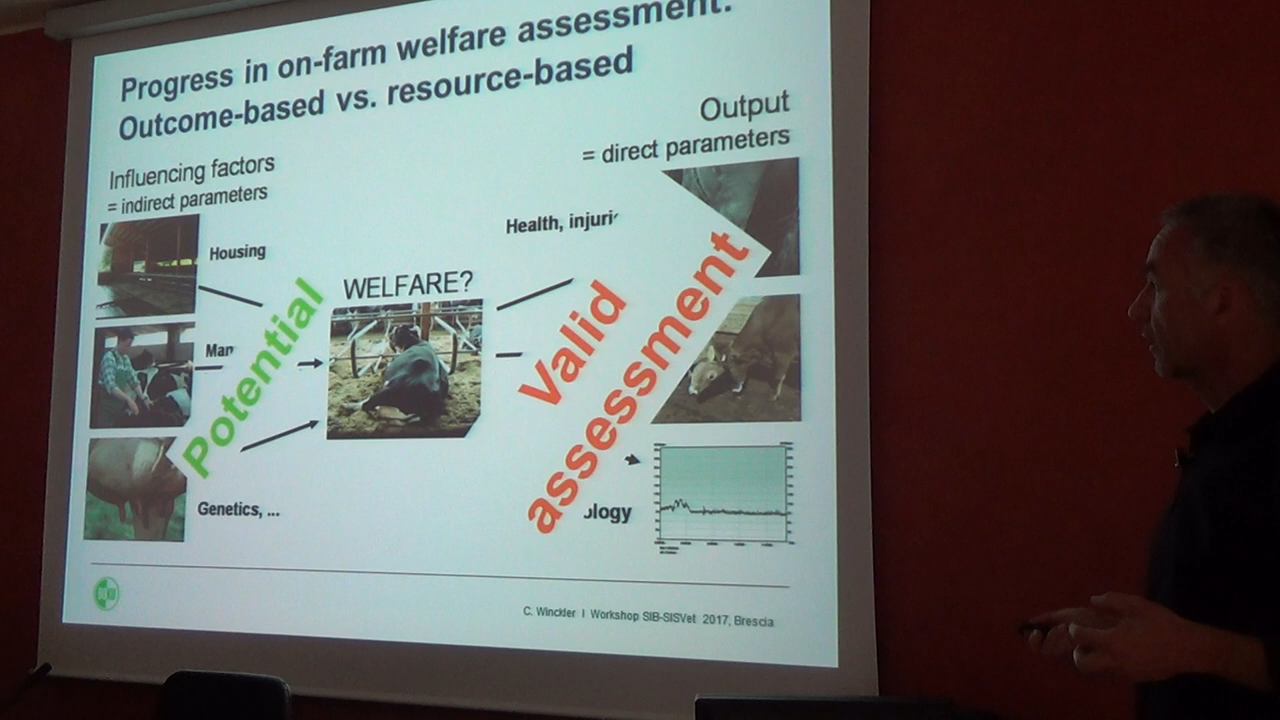 Progress in on-farm welfare assessment:
Outcome-based vs. resource-based
Output
= direct parameters
Influencing factors
= indirect parameters
Housing
Health, injuri
WELFARE?
Man
Potential
Valid
assessment
Genetics, ...
ology
C. Winckler I Workshop SIB-SISVet 2017, Brescia